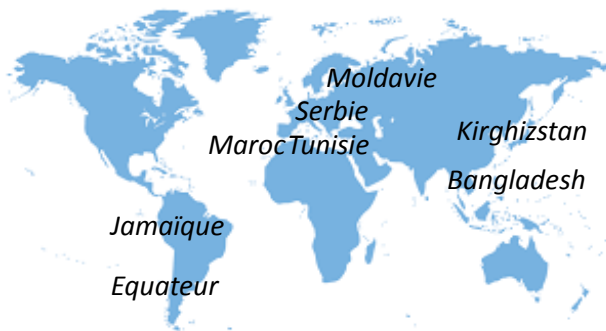 Moldavie
Serbie
MarocTunisie
Kirghizstan
Bangladesh
Jamaïque
Equateur